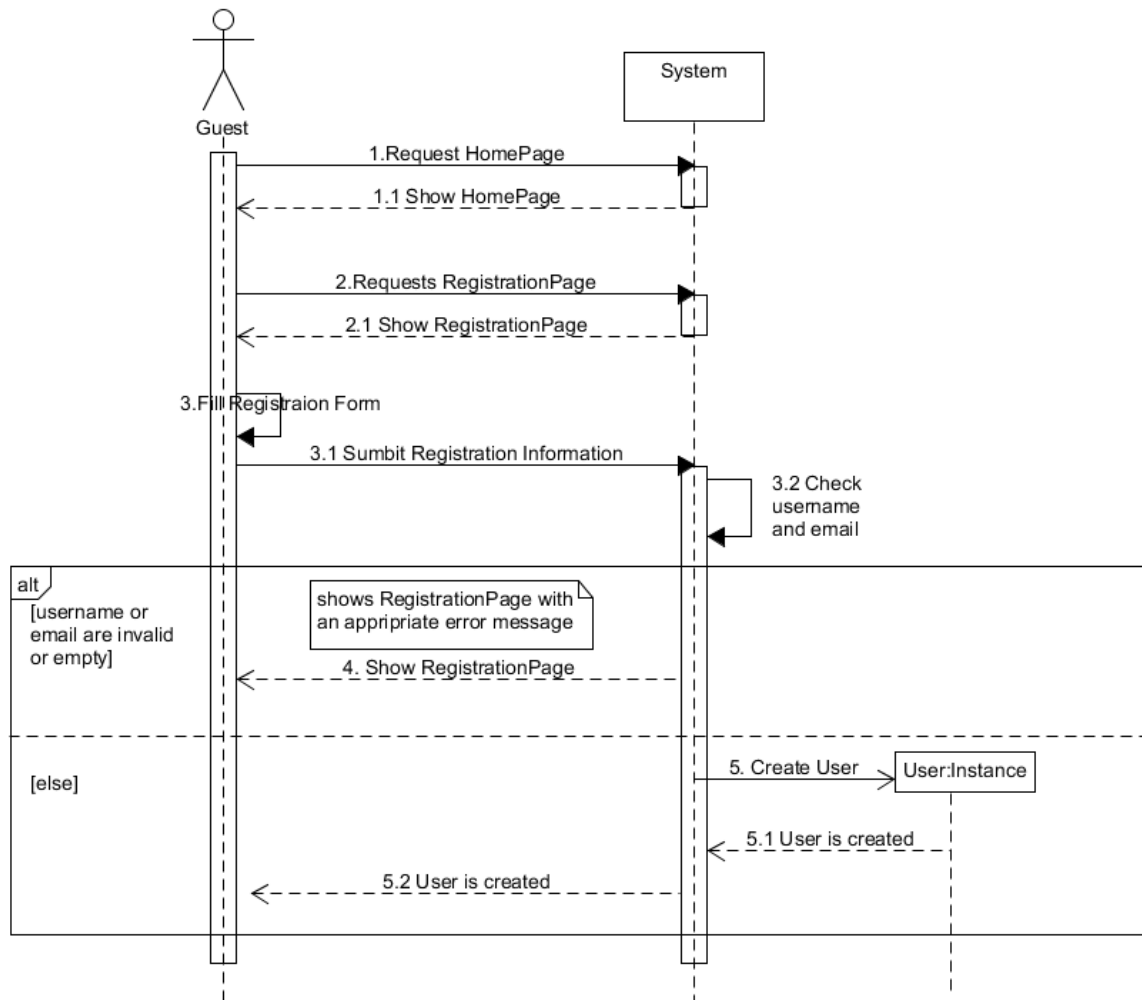 System
Guest
1.Request HomePage
1.1 Show HomePage
2.Requests RegistrationPage
2.1 Show RegistrationPage
3.Fill Registraion Form
3.1 Sumbit Registration Information
3.2 Check
username
and email
alt
[username or
email are invalid
or empty]
shows RegistrationPage with
an appripriate error message
4. Show RegistrationPage
[else]
5. Create User
User:Instance
5.1 User is created
5.2 User is created